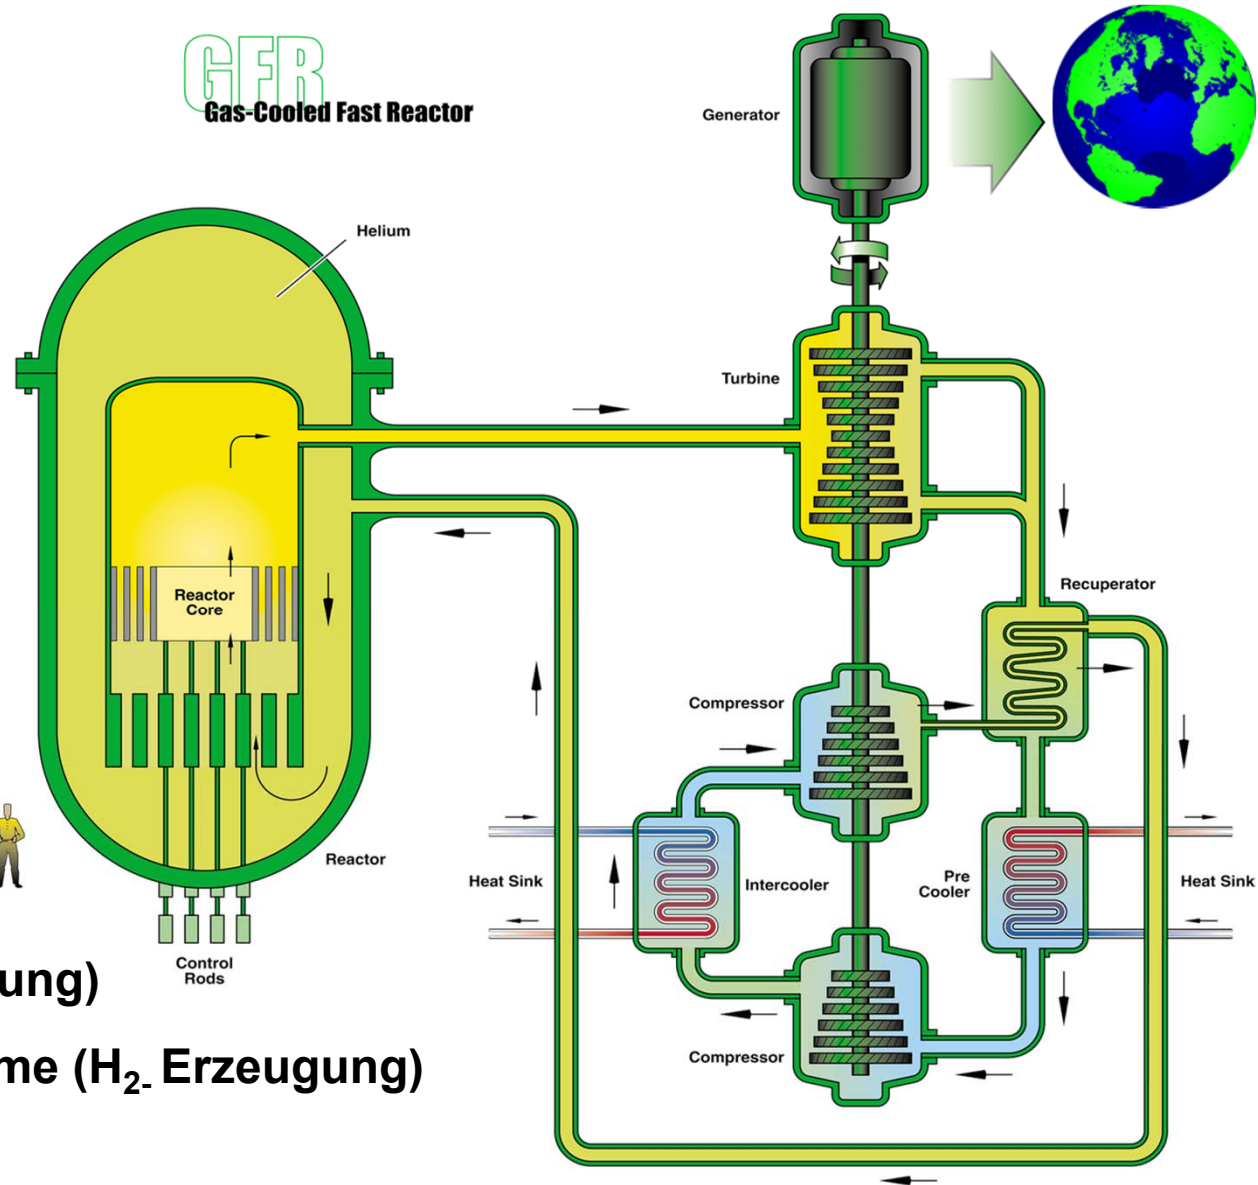 GFR
Gas-Cooled Fast Reactor
Generator
Helium
Turbine
Reactor
Core
Recuperator
Compressor
Reactor
Heat Sink
Intercooler
Pre
Cooler
Heat Sink
Control
Rods
ung)
me (H₂- Erzeugung)
Compressor